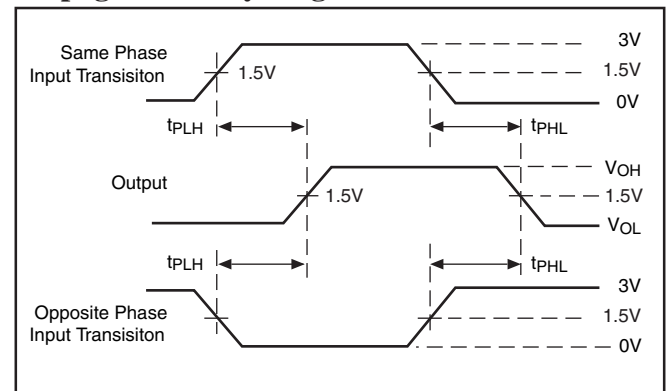 Same Phase
Input Transisiton
1.5V
3V
1.5V
0V
tPLH
tPHL
Output
1.5V
VOH
1.5V
VOL
tPLH
tPHL
Opposite Phase
Input Transisiton
3V
1.5V
0V